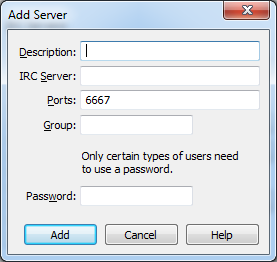 Add Server
Description:
IRC Server:
Ports: 6667
Group:
Only certain types of users need
to use a password.
Password:
Add Cancel Help